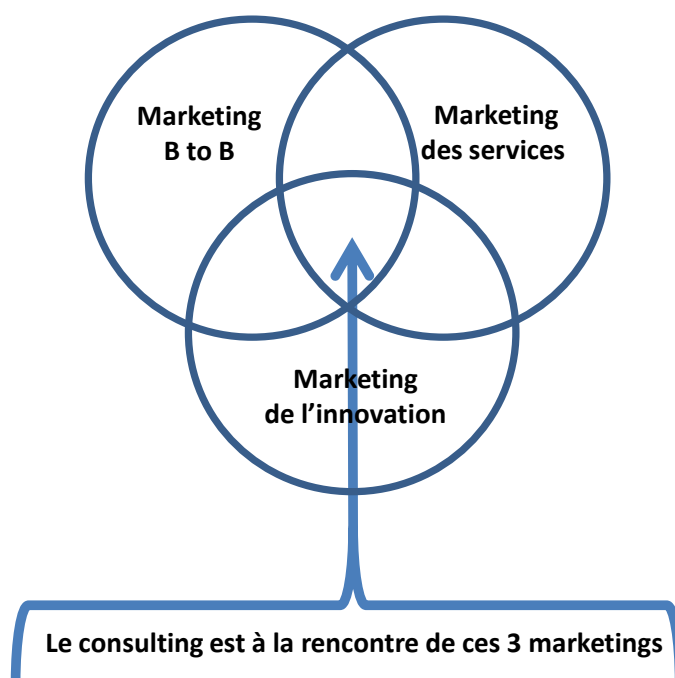 Marketing
B to B
Marketing
des services
Marketing
de l’innovation
Le consulting est à la rencontre de ces 3 marketings